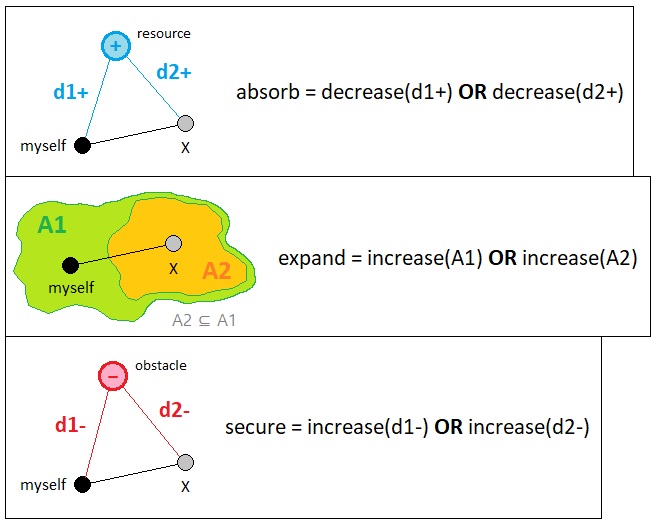 resource
+
d1+
d2+
absorb = decrease(d1+) OR decrease(d2+)
myself
X
A1
expand = increase(A1) OR increase(A2)
A2
X
myself
A2 ⊆ A1
obstacle
−
d1-
d2-
secure = increase(d1-) OR increase(d2-)
myself
X